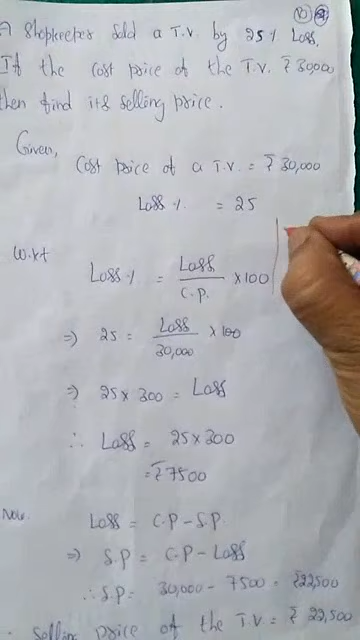 A Shopkeeper sold a T.V. by 25% Loss.
If the cost price of the T.V. ₹30,000
then find its selling price.
Given,
Cost price of a T.V. = ₹30,000
Loss % = 25
W.k.t
Loss % = Loss / C.P. × 100
⇒ 25 = Loss / 30,000 × 100
⇒ 25 × 300 = Loss
∴ Loss = 25 × 300
= ₹7500
Now,
Loss = C.P - S.P.
⇒ S.P = C.P - Loss
∴ S.P = 30,000 - 7500 = ₹22,500
Selling price of the T.V. = ₹22,500